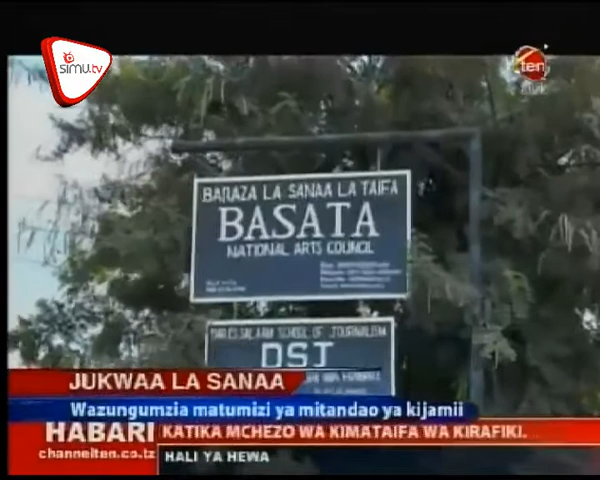 SIMU.TV
ten
BARAZA LA SANAA LA TAIFA
BASATA
NATIONAL ARTS COUNCIL
DAR ES SALAAM SCHOOL OF JOURNALISM
DSJ
JUKWAA LA SANAA
Wazungumzia matumizi ya mitandao ya kijamii
HABARI
KATIKA MCHEZO WA KIMATAIFA WA KIRAFIKI.
channelten.co.tz
HALI YA HEWA